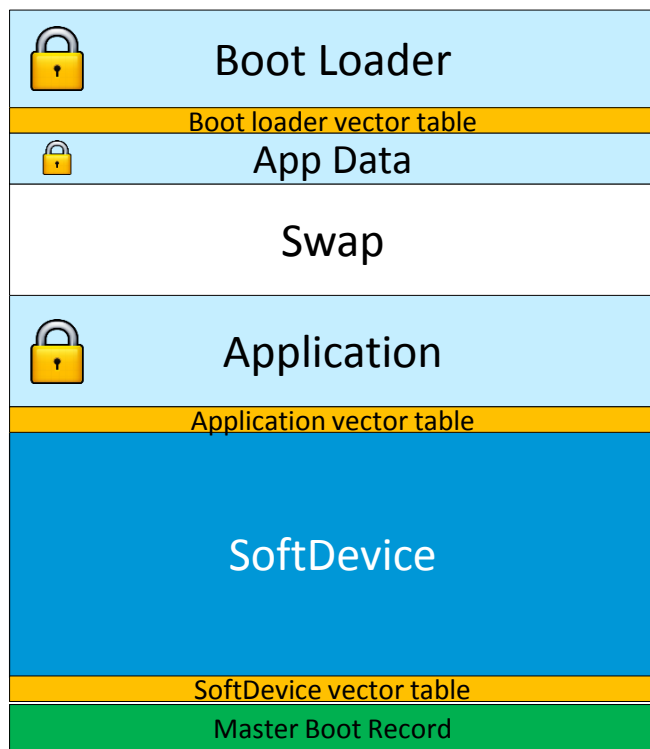 Boot Loader
Boot loader vector table
App Data
Swap
Application
Application vector table
SoftDevice
SoftDevice vector table
Master Boot Record